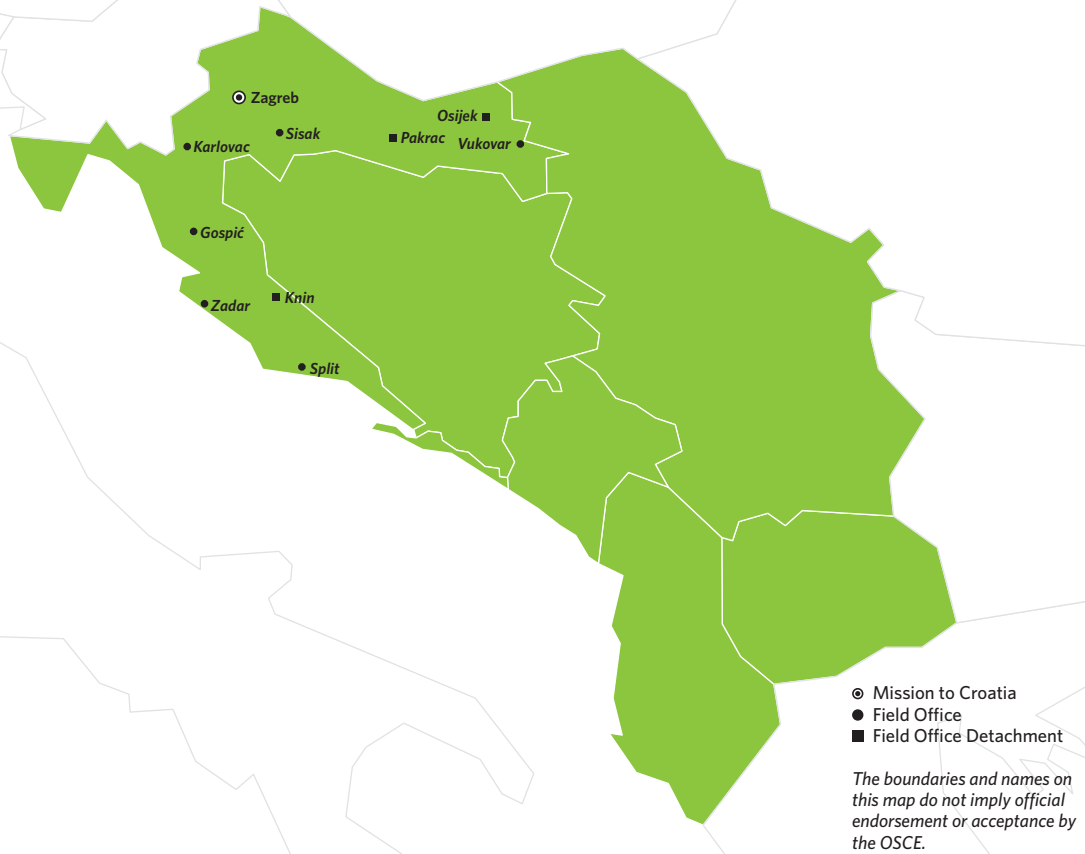 Zagreb
Osijek
Sisak
Pakrac
Vukovar
Karlovac
Gospić
Knin
Zadar
Split
Mission to Croatia
Field Office
Field Office Detachment
The boundaries and names on
this map do not imply official
endorsement or acceptance by
the OSCE.